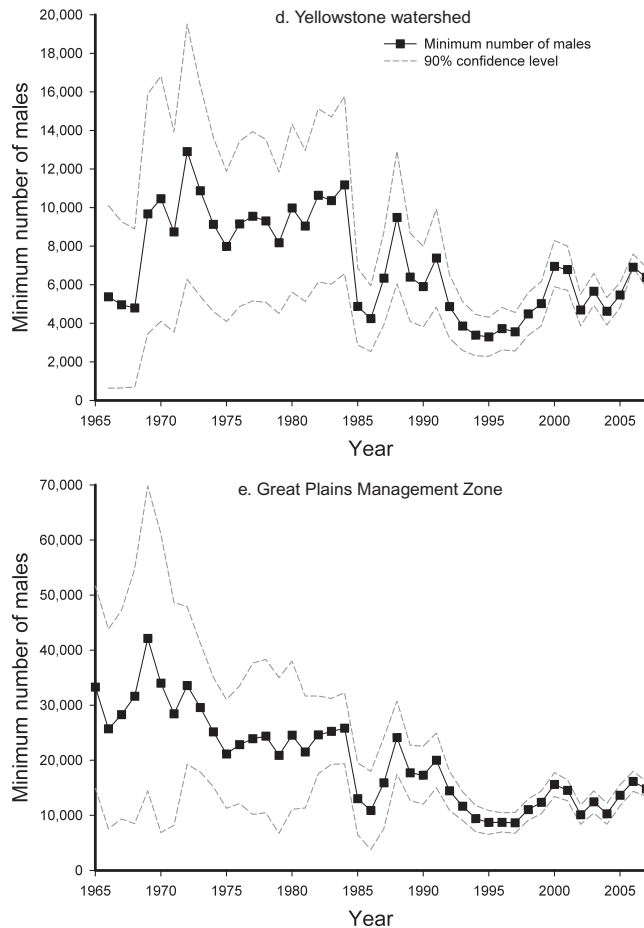 d. Yellowstone watershed
Minimum number of males
90% confidence level
20,000
18,000
16,000
14,000
12,000
10,000
8,000
6,000
4,000
2,000
0
Minimum number of males
1965 1970 1975 1980 1985 1990 1995 2000 2005
Year
e. Great Plains Management Zone
70,000
60,000
50,000
40,000
30,000
20,000
10,000
0
Minimum number of males
1965 1970 1975 1980 1985 1990 1995 2000 2005
Year